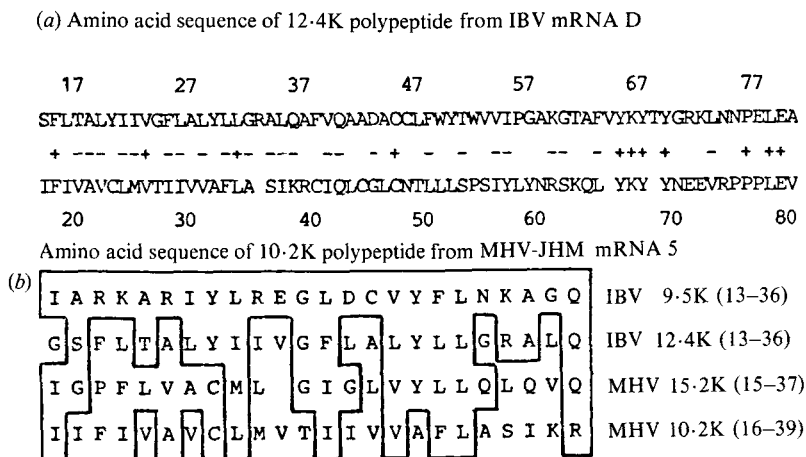 (a) Amino acid sequence of 12·4K polypeptide from IBV mRNA D
17 27 37 47 57 67 77
SFLTALYIIVGFLALYLLGRALQAFVQAADACCLFWYTWVVIPGAKGTAFVYKYTYGRKLNNPELEA
+ --- ---+ - -- --+- -- -- - - + - - -- -- - +++ + - + ++
IFIVAVCLMVTIIVVAFLA SIKRCIQLCGLCNTLLLSPSIYLYNRSKQL YKY YNEEVRPPPLEV
20 30 40 50 60 70 80
Amino acid sequence of 10·2K polypeptide from MHV-JHM mRNA 5
(b)
I A R K A R I Y L R E G L D C V Y F L N K A G Q IBV 9·5K (13–36)
G S F L T A L Y I I V G F L A L Y L L G R A L Q IBV 12·4K (13–36)
I G P F L V A C M L G I G L V Y L L Q L Q V Q MHV 15·2K (15–37)
I I F I V A V C L M V T I I V V A F L A S I K R MHV 10·2K (16–39)